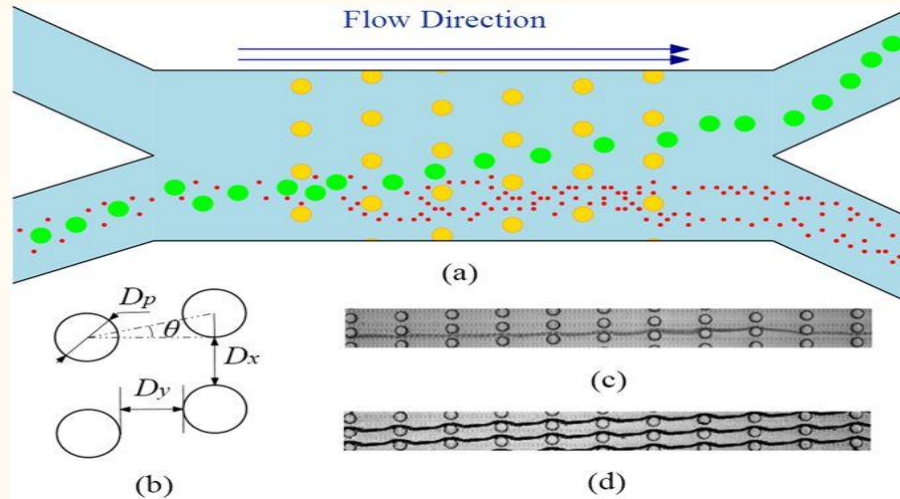 Flow Direction
(a)
Dp
θ
Dx
Dy
(b)
(c)
(d)